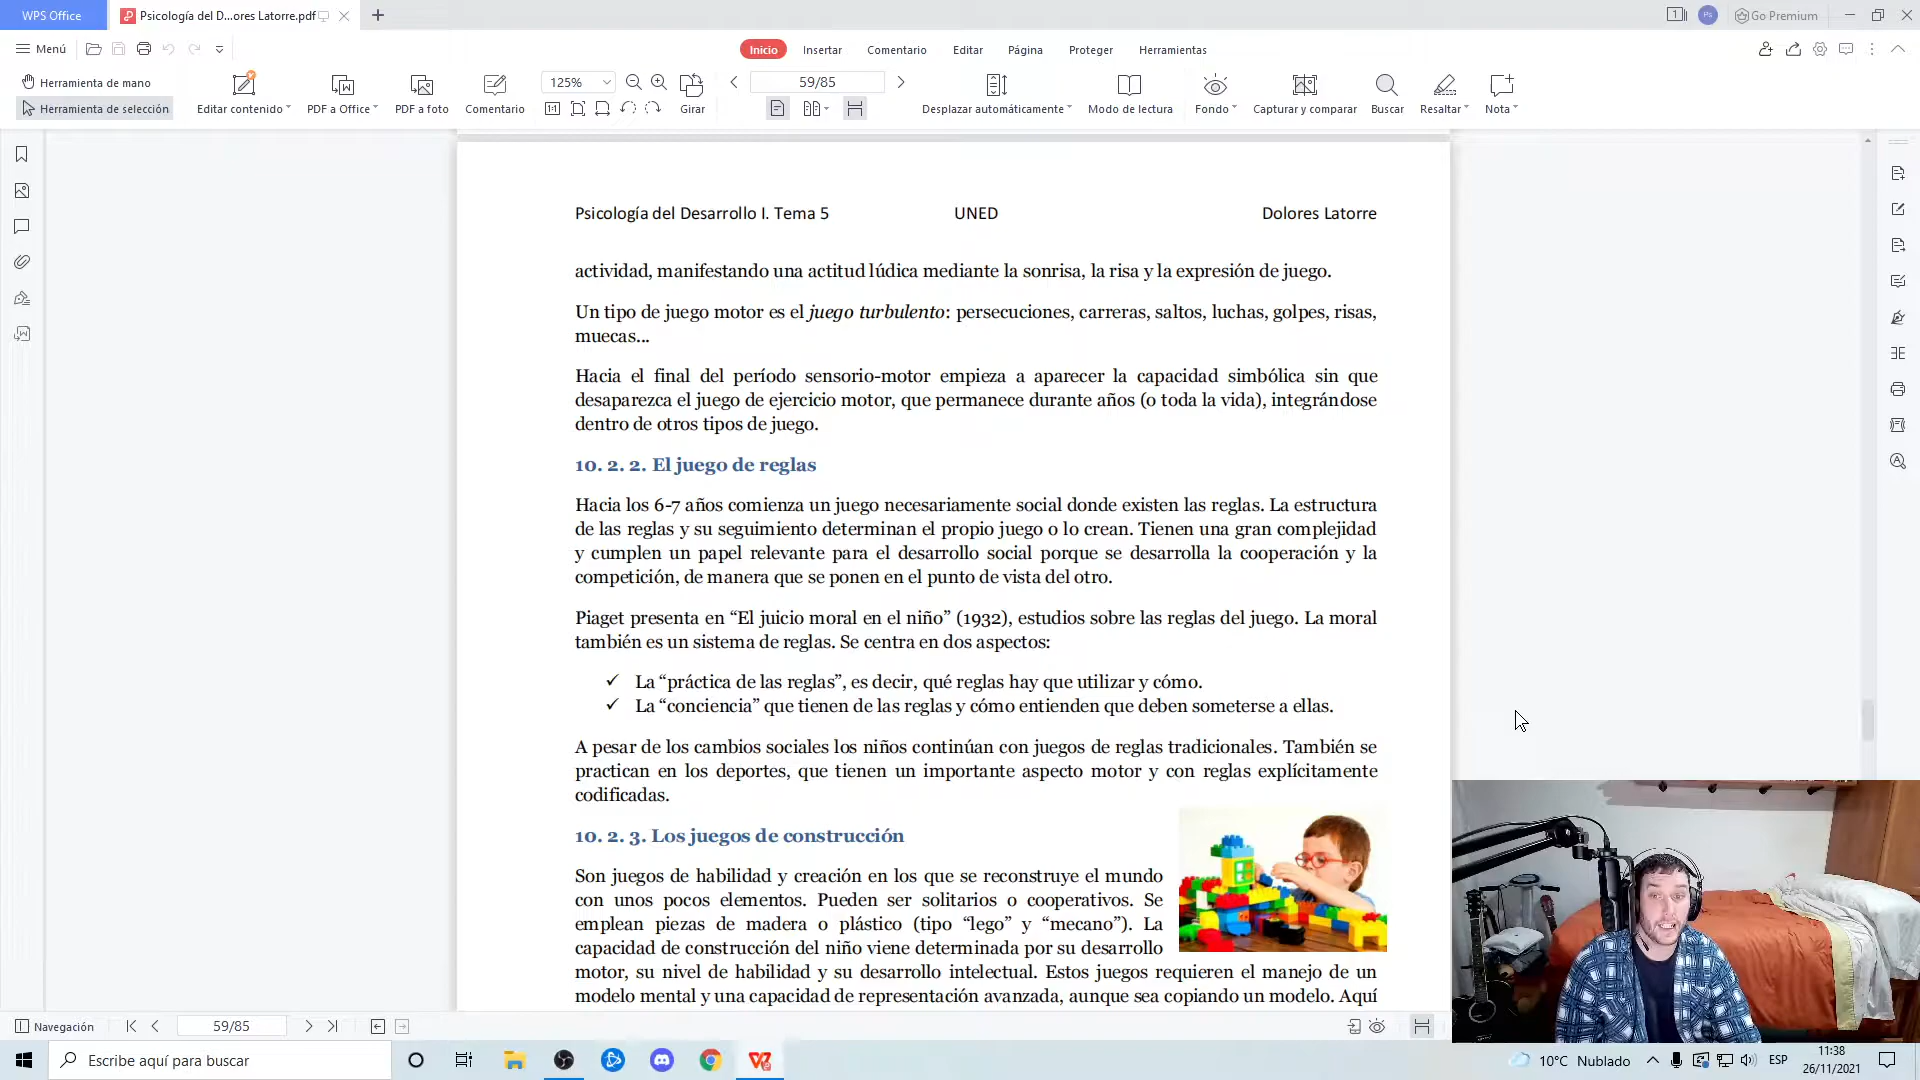 WPS Office
Psicología del D...ores Latorre.pdf
Go Premium
Menú
Inicio
Insertar
Comentario
Editar
Página
Proteger
Herramientas
Herramienta de mano
Herramienta de selección
Editar contenido
PDF a Office
PDF a foto
Comentario
125%
Girar
59/85
Desplazar automáticamente
Modo de lectura
Fondo
Capturar y comparar
Buscar
Resaltar
Nota
Psicología del Desarrollo I. Tema 5 UNED Dolores Latorre
actividad, manifestando una actitud lúdica mediante la sonrisa, la risa y la expresión de juego.
Un tipo de juego motor es el juego turbulento: persecuciones, carreras, saltos, luchas, golpes, risas,
muecas...
Hacia el final del período sensorio-motor empieza a aparecer la capacidad simbólica sin que
desaparezca el juego de ejercicio motor, que permanece durante años (o toda la vida), integrándose
dentro de otros tipos de juego.
10. 2. 2. El juego de reglas
Hacia los 6-7 años comienza un juego necesariamente social donde existen las reglas. La estructura
de las reglas y su seguimiento determinan el propio juego o lo crean. Tienen una gran complejidad
y cumplen un papel relevante para el desarrollo social porque se desarrolla la cooperación y la
competición, de manera que se ponen en el punto de vista del otro.
Piaget presenta en “El juicio moral en el niño” (1932), estudios sobre las reglas del juego. La moral
también es un sistema de reglas. Se centra en dos aspectos:
✓ La “práctica de las reglas”, es decir, qué reglas hay que utilizar y cómo.
✓ La “conciencia” que tienen de las reglas y cómo entienden que deben someterse a ellas.
A pesar de los cambios sociales los niños continúan con juegos de reglas tradicionales. También se
practican en los deportes, que tienen un importante aspecto motor y con reglas explícitamente
codificadas.
10. 2. 3. Los juegos de construcción
Son juegos de habilidad y creación en los que se reconstruye el mundo
con unos pocos elementos. Pueden ser solitarios o cooperativos. Se
emplean piezas de madera o plástico (tipo “lego” y “mecano”). La
capacidad de construcción del niño viene determinada por su desarrollo
motor, su nivel de habilidad y su desarrollo intelectual. Estos juegos requieren el manejo de un
modelo mental y una capacidad de representación avanzada, aunque sea copiando un modelo. Aquí
Navegación
59/85
Escribe aquí para buscar
10°C Nublado
ESP
11:38
26/11/2021